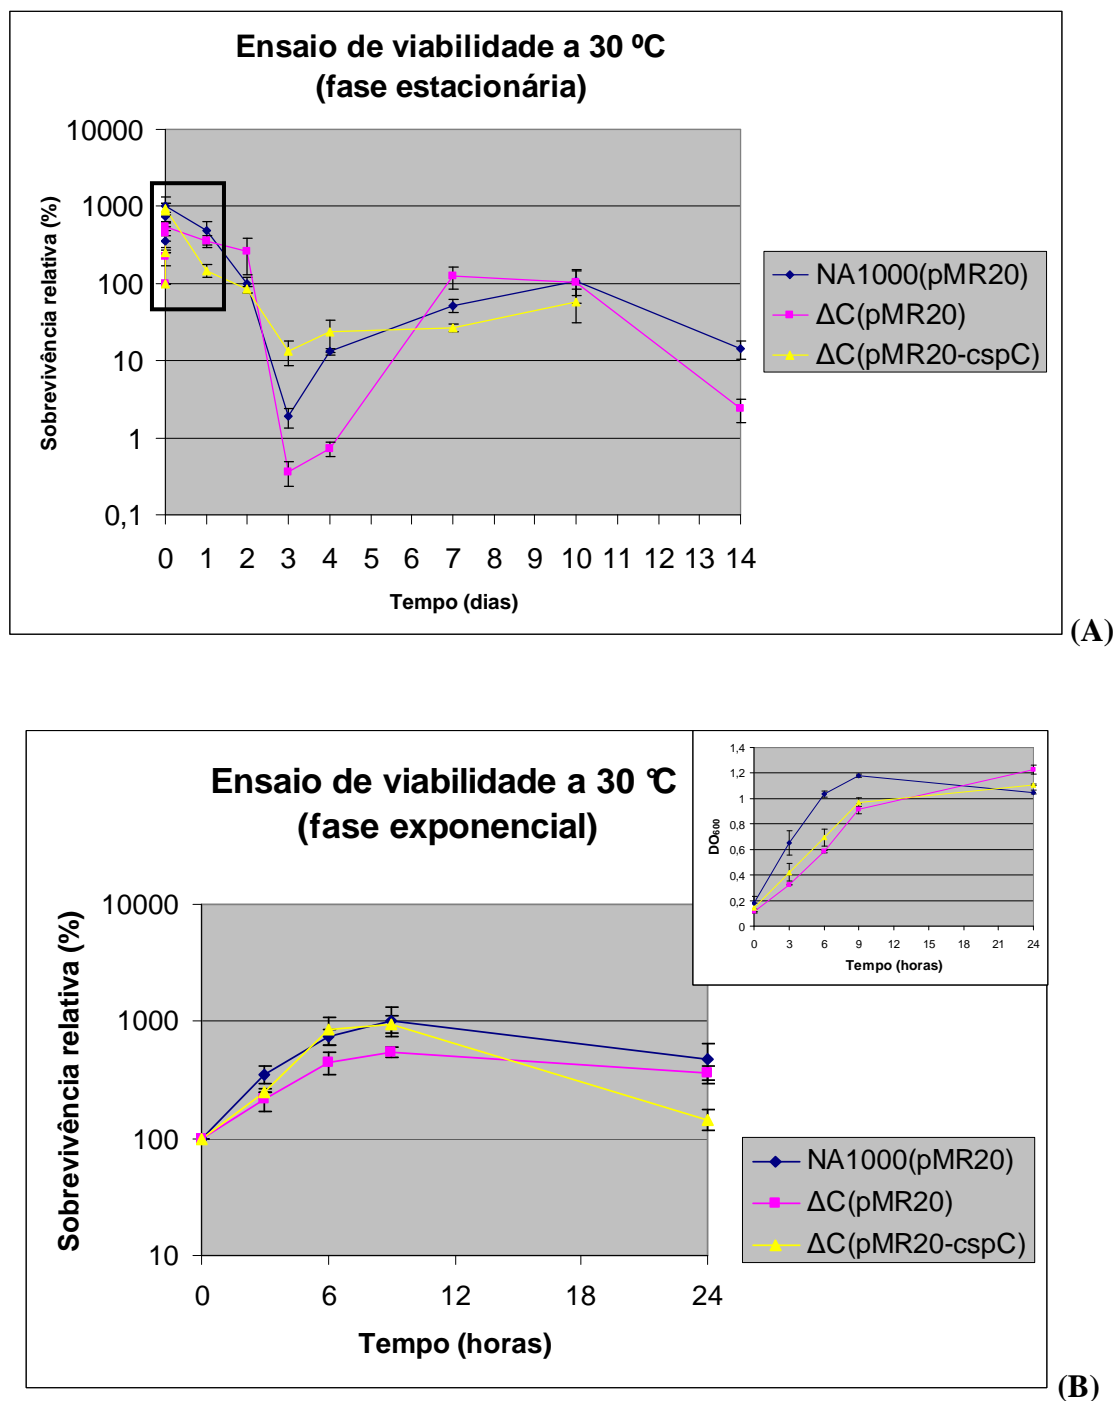 Ensaio de viabilidade a 30 ºC
(fase estacionária)
Sobrevivência relativa (%)
10000
1000
100
10
1
0,1
0 1 2 3 4 5 6 7 8 9 10 11 12 13 14
Tempo (dias)
NA1000(pMR20)
ΔC(pMR20)
ΔC(pMR20-cspC)
(A)
Ensaio de viabilidade a 30 ºC
(fase exponencial)
Sobrevivência relativa (%)
10000
1000
100
10
0 6 12 18 24
Tempo (horas)
DO600
1,4
1,2
1
0,8
0,6
0,4
0,2
0
0 3 6 9 12 15 18 21 24
Tempo (horas)
NA1000(pMR20)
ΔC(pMR20)
ΔC(pMR20-cspC)
(B)